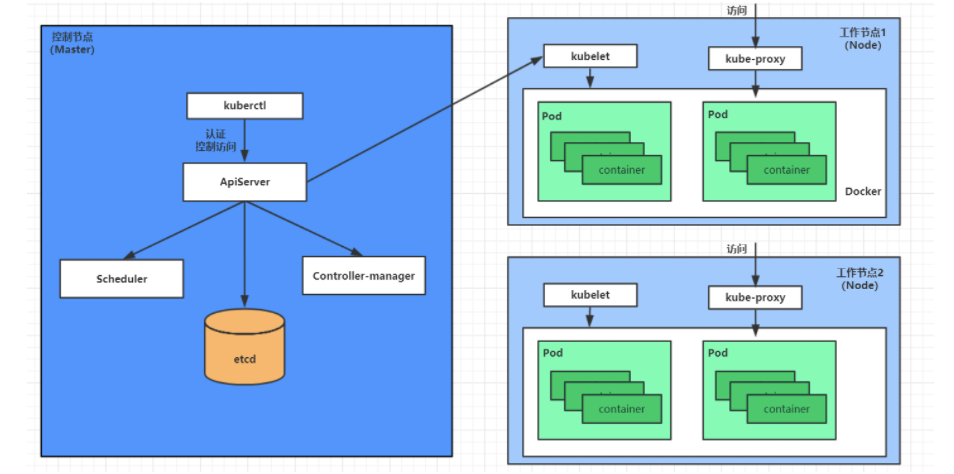 控制节点
(Master)
kuberctl
认证
控制访问
ApiServer
Scheduler
Controller-manager
etcd
访问
工作节点1
(Node)
kubelet
kube-proxy
Pod
container
Pod
container
Docker
访问
工作节点2
(Node)
kubelet
kube-proxy
Pod
container
Pod
container